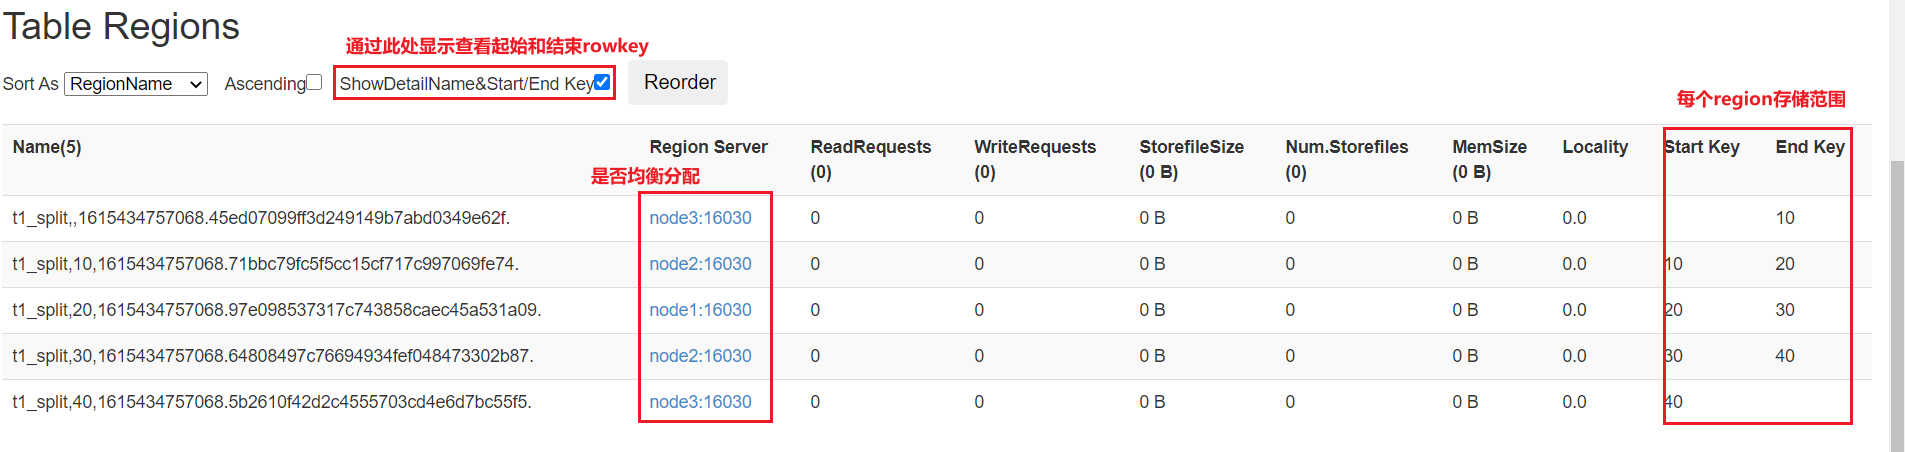 Table Regions
通过此处显示查看起始和结束rowkey
Sort As RegionName Ascending ShowDetailName&Start/End Key Reorder
每个region存储范围
Name(5) Region Server ReadRequests (0) WriteRequests (0) StorefileSize (0 B) Num.Storefiles (0) MemSize (0 B) Locality Start Key End Key
是否均衡分配
t1_split,,1615434757068.45ed07099ff3d249149b7abd0349e62f. node3:16030 0 0 0 B 0 0 B 0.0 10
t1_split,10,1615434757068.71bbc79fc5f5cc15cf717c997069fe74. node2:16030 0 0 0 B 0 0 B 0.0 10 20
t1_split,20,1615434757068.97e098537317c743858caec45a531a09. node1:16030 0 0 0 B 0 0 B 0.0 20 30
t1_split,30,1615434757068.64808497c76694934fef048473302b87. node2:16030 0 0 0 B 0 0 B 0.0 30 40
t1_split,40,1615434757068.5b2610f42d2c4555703cd4e6d7bc55f5. node3:16030 0 0 0 B 0 0 B 0.0 40